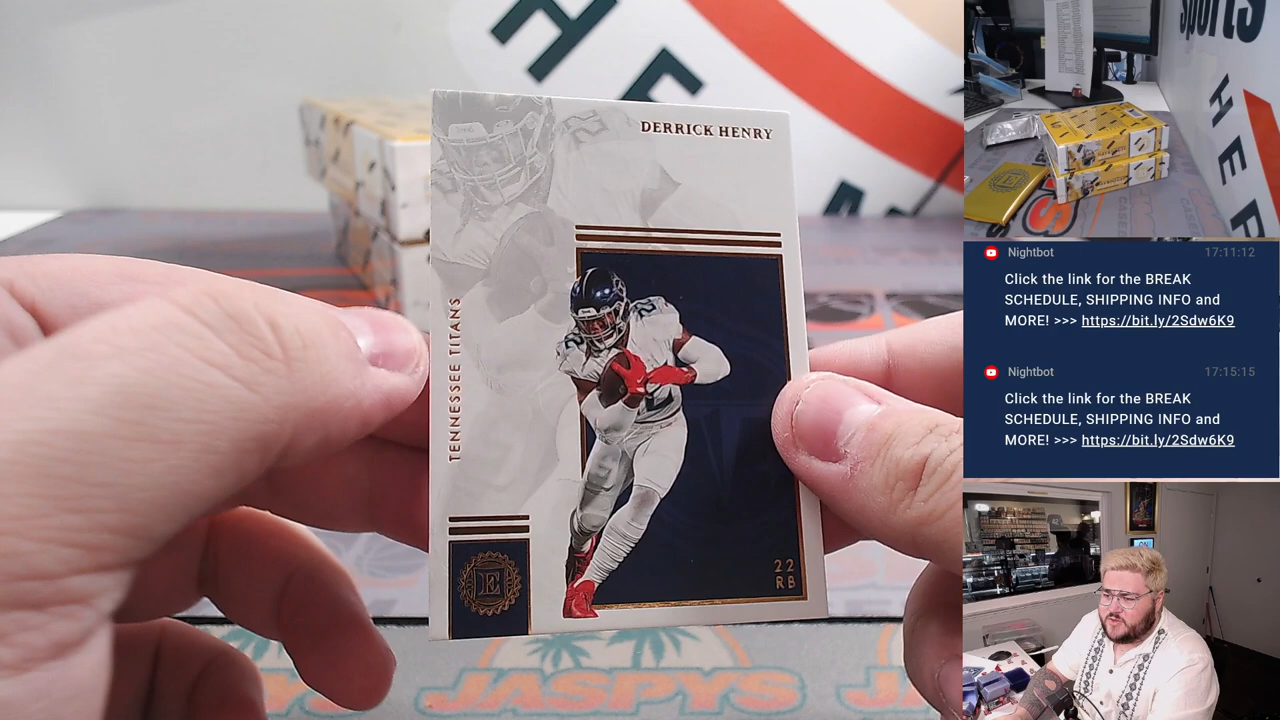 DERRICK HENRY
TENNESSEE TITANS
E
22
RB
JASPYS
sports
HER
Nightbot 17:11:12
Click the link for the BREAK
SCHEDULE, SHIPPING INFO and
MORE! >>> https://bit.ly/2Sdw6K9
Nightbot 17:15:15
Click the link for the BREAK
SCHEDULE, SHIPPING INFO and
MORE! >>> https://bit.ly/2Sdw6K9